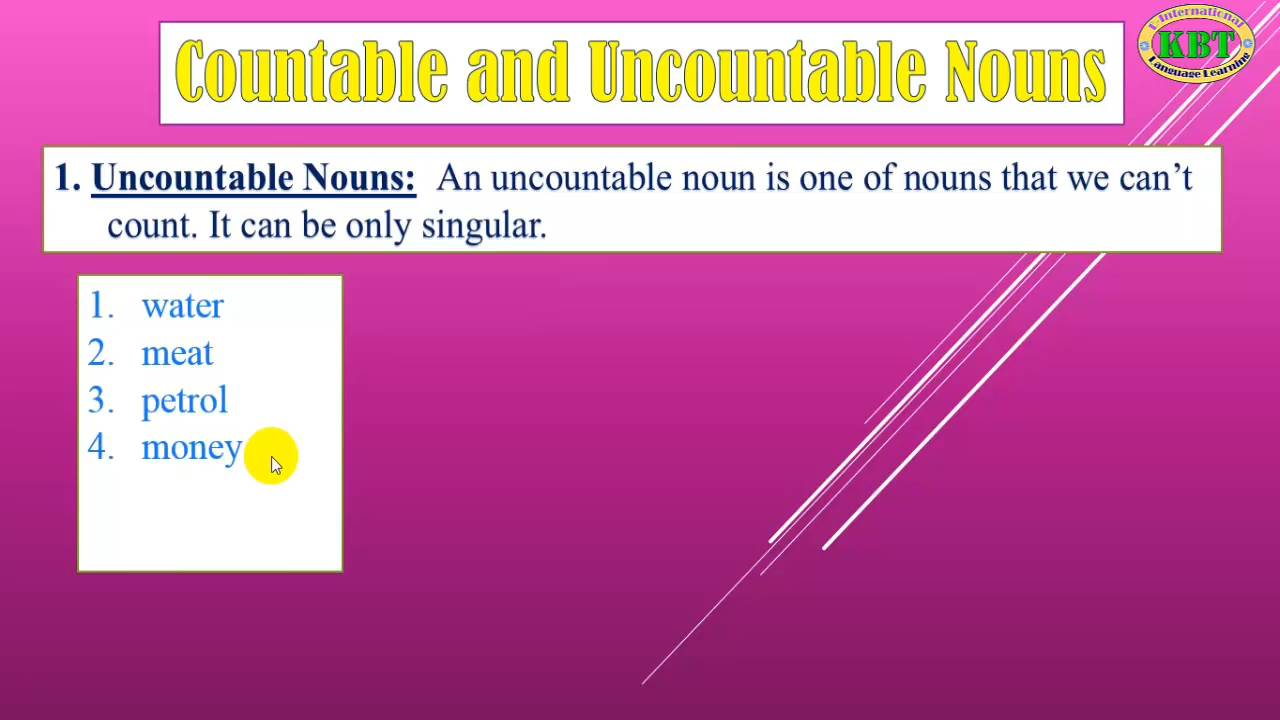 Countable and Uncountable Nouns
E-International
KBT
Language Learning
1. Uncountable Nouns: An uncountable noun is one of nouns that we can’t
count. It can be only singular.
1. water
2. meat
3. petrol
4. money